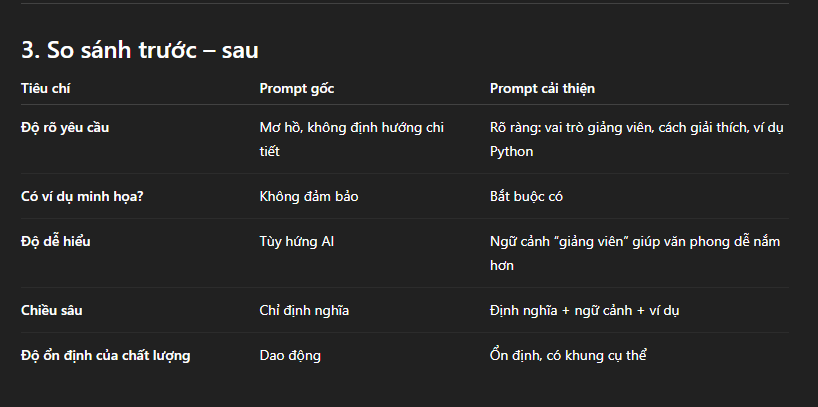 3. So sánh trước – sau
Tiêu chí Prompt gốc Prompt cải thiện
Độ rõ yêu cầu Mơ hồ, không định hướng chi tiết Rõ ràng: vai trò giảng viên, cách giải thích, ví dụ Python
Có ví dụ minh họa? Không đảm bảo Bắt buộc có
Độ dễ hiểu Tùy hứng AI Ngữ cảnh “giảng viên” giúp văn phong dễ nắm hơn
Chiều sâu Chỉ định nghĩa Định nghĩa + ngữ cảnh + ví dụ
Độ ổn định của chất lượng Dao động Ổn định, có khung cụ thể